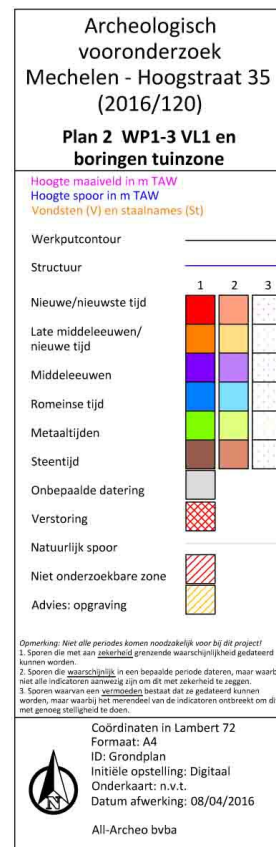 Archeologisch
vooronderzoek
Mechelen - Hoogstraat 35
(2016/120)
Plan 2 WP1-3 VL1 en
boringen tuinzone
Hoogte maaiveld in m TAW
Hoogte spoor in m TAW
Vondsten (V) en staalnames (St)
Werkputcontour
Structuur
1 2 3
Nieuwe/nieuwste tijd
Late middeleeuwen/
nieuwe tijd
Middeleeuwen
Romeinse tijd
Metaaltijden
Steentijd
Onbepaalde datering
Verstoring
Natuurlijk spoor
Niet onderzoekbare zone
Advies: opgraving
Opmerking: Niet alle periodes komen noodzakelijk voor bij dit project!
1. Sporen die met aan zekerheid grenzende waarschijnlijkheid gedateerd
kunnen worden.
2. Sporen die waarschijnlijk in een bepaalde periode dateren, maar waarb
niet alle indicatoren aanwezig zijn om dit met zekerheid te zeggen.
3. Sporen waarvan een vermoeden bestaat dat ze gedateerd kunnen
worden, maar waarbij het merendeel van de indicatoren ontbreekt om di
met genoeg stelligheid te doen.
Coördinaten in Lambert 72
Formaat: A4
ID: Grondplan
Initiële opstelling: Digitaal
Onderkaart: n.v.t.
Datum afwerking: 08/04/2016
N
All-Archeo bvba